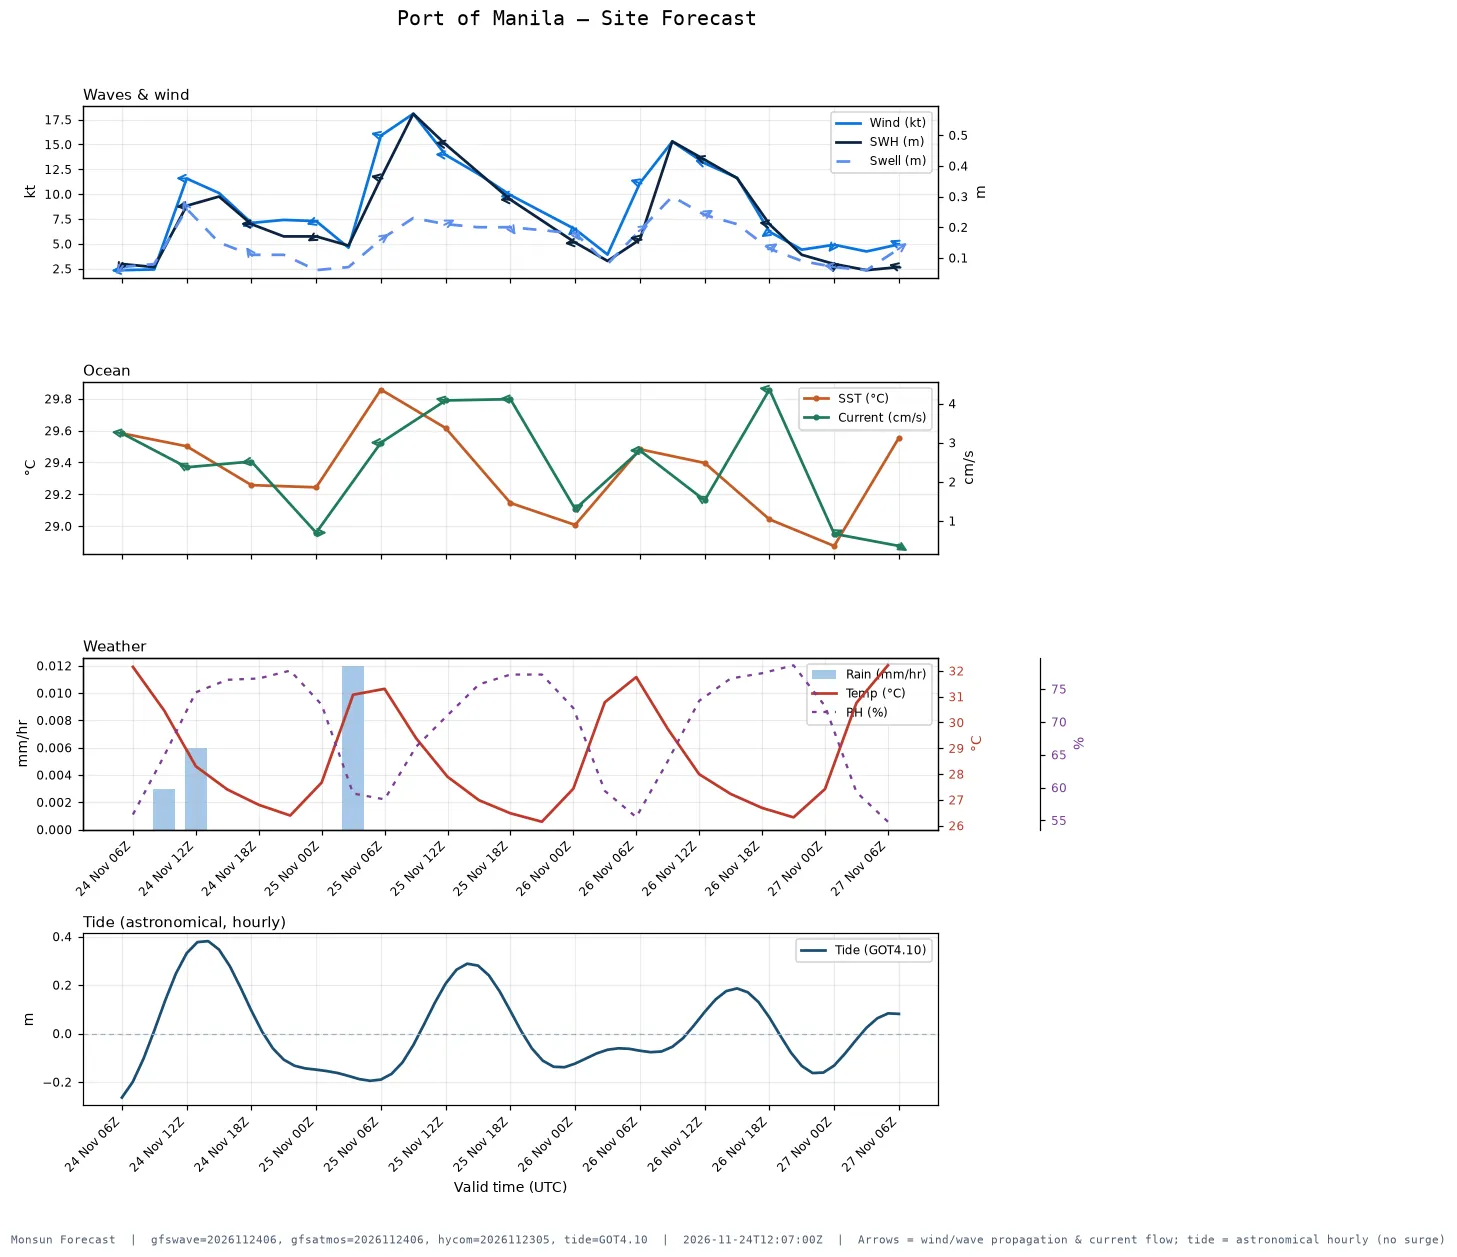 Port of Manila — Site Forecast
Waves & wind
17.5
15.0
12.5
10.0
7.5
5.0
2.5
kt
0.5
0.4
0.3
0.2
0.1
m
Wind (kt)
SWH (m)
Swell (m)
Ocean
29.8
29.6
29.4
29.2
29.0
°C
4
3
2
1
cm/s
SST (°C)
Current (cm/s)
Weather
0.012
0.010
0.008
0.006
0.004
0.002
0.000
mm/hr
32
31
30
29
28
27
26
°C
75
70
65
60
55
%
Rain (mm/hr)
Temp (°C)
RH (%)
24 Nov 06Z
24 Nov 12Z
24 Nov 18Z
25 Nov 00Z
25 Nov 06Z
25 Nov 12Z
25 Nov 18Z
26 Nov 00Z
26 Nov 06Z
26 Nov 12Z
26 Nov 18Z
27 Nov 00Z
27 Nov 06Z
Tide (astronomical, hourly)
0.4
0.2
0.0
−0.2
m
Tide (GOT4.10)
24 Nov 06Z
24 Nov 12Z
24 Nov 18Z
25 Nov 00Z
25 Nov 06Z
25 Nov 12Z
25 Nov 18Z
26 Nov 00Z
26 Nov 06Z
26 Nov 12Z
26 Nov 18Z
27 Nov 00Z
27 Nov 06Z
Valid time (UTC)
Monsun Forecast | gfswave=2026112406, gfsatmos=2026112406, hycom=2026112305, tide=GOT4.10 | 2026-11-24T12:07:00Z | Arrows = wind/wave propagation & current flow; tide = astronomical hourly (no surge)